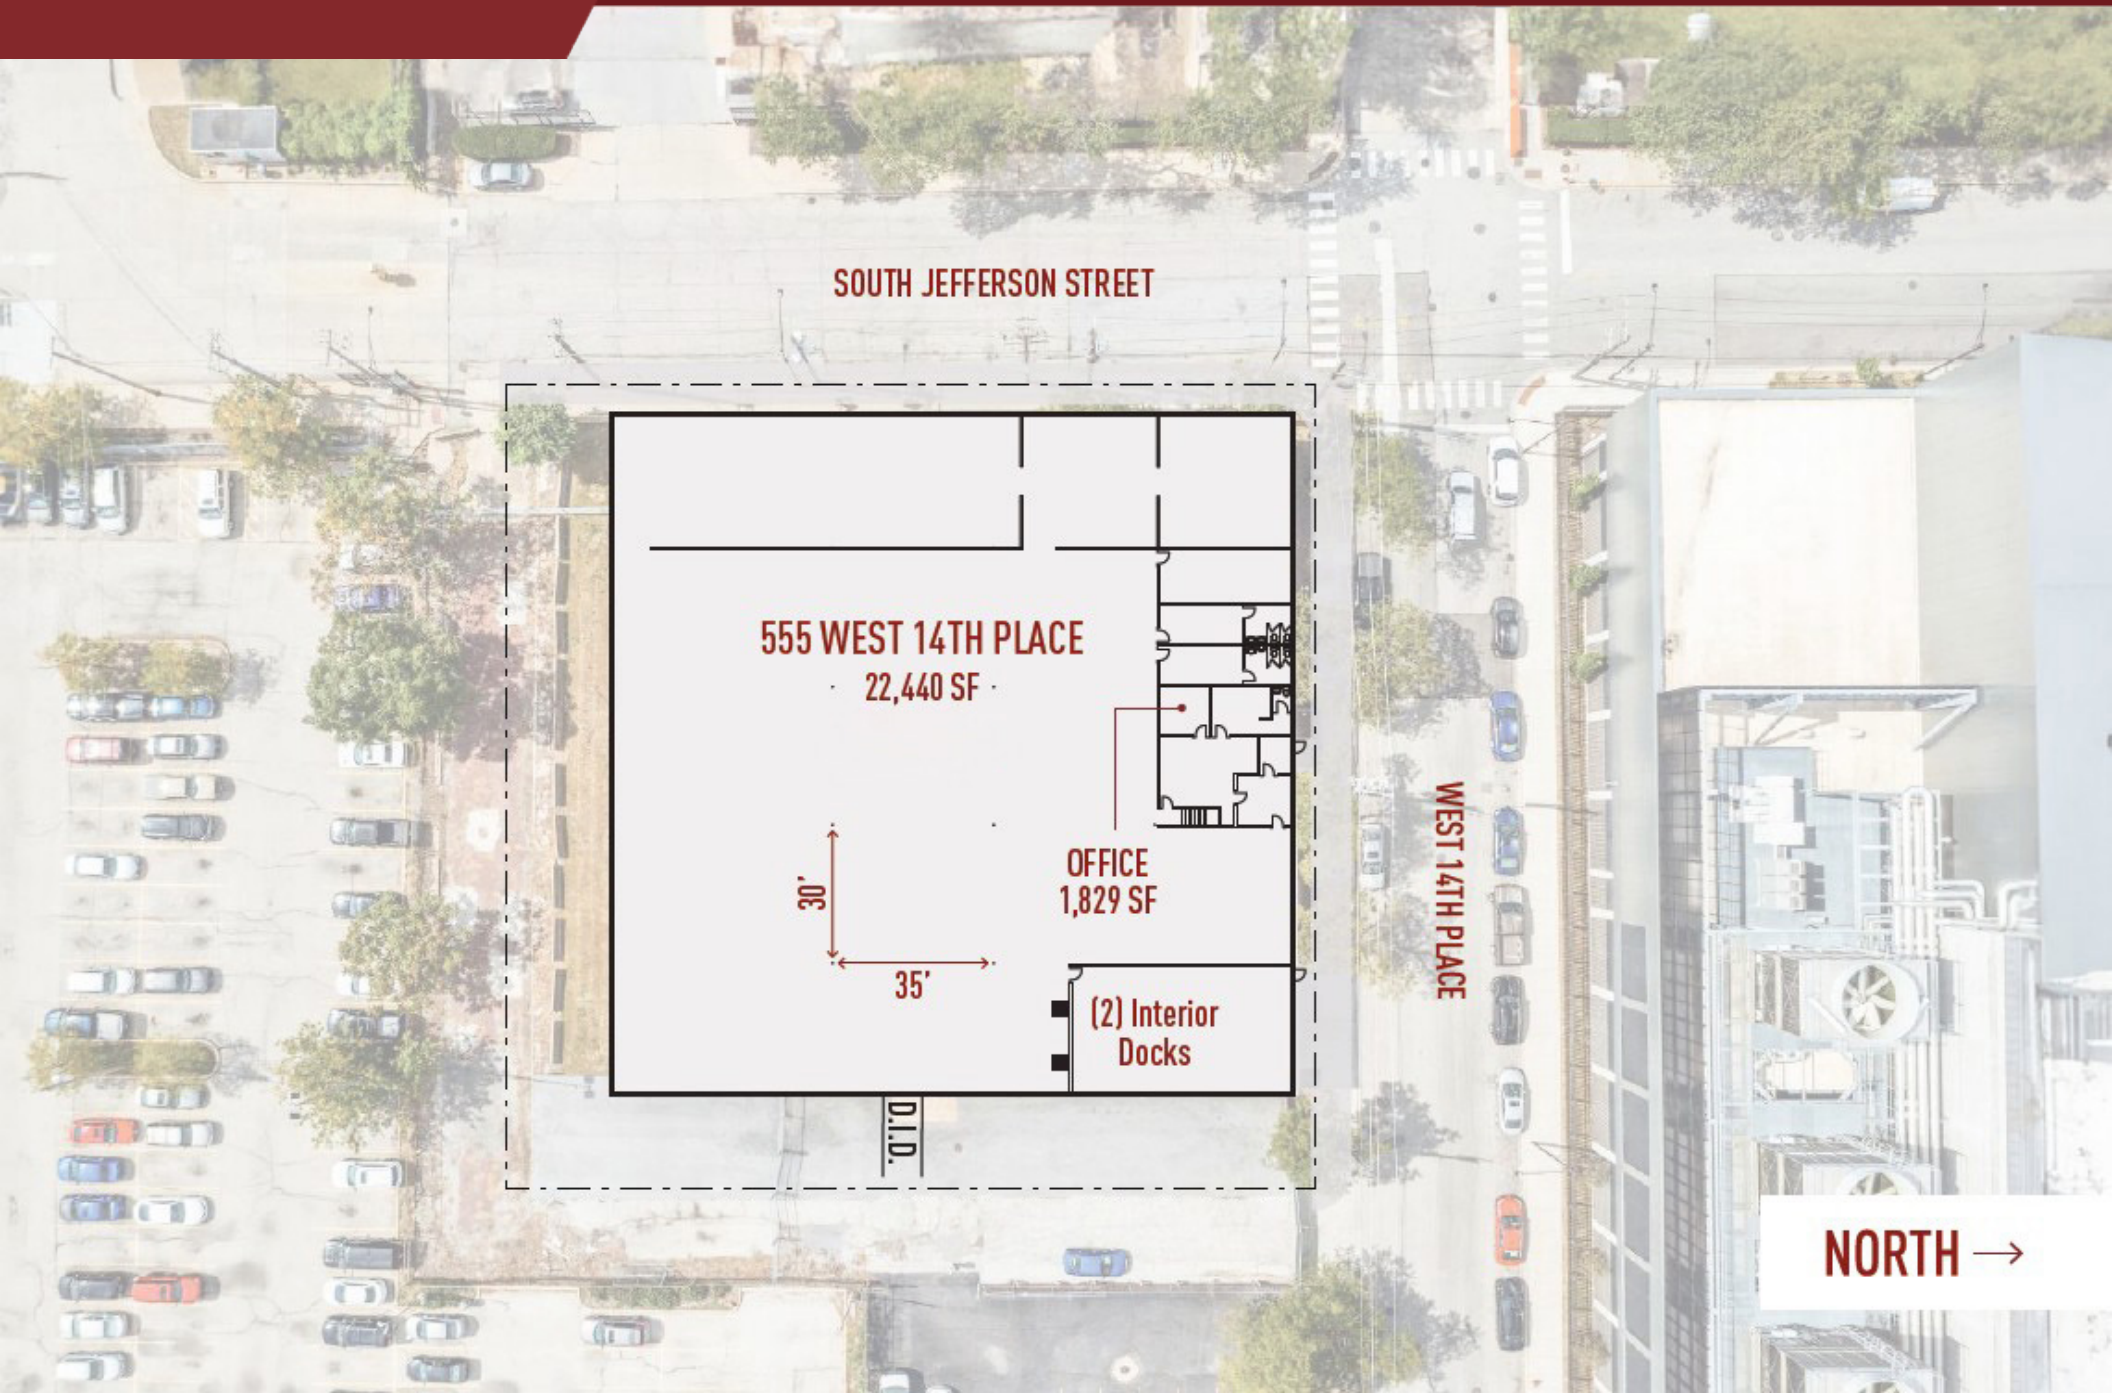 SOUTH JEFFERSON STREET
555 WEST 14TH PLACE
22,440 SF
OFFICE
1,829 SF
30'
35'
(2) Interior
Docks
D.I.D.
WEST 14TH PLACE
NORTH